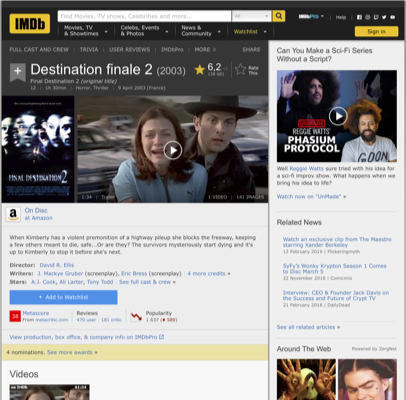 IMDb
Find Movies, TV shows, Celebrities and more...
All
IMDbPro
Help
Movies, TV & Showtimes
Celebs, Events & Photos
News & Community
Watchlist
Sign in
FULL CAST AND CREW | TRIVIA | USER REVIEWS | IMDbPro | MORE
SHARE
Destination finale 2 (2003)
6,2
Rate This
Final Destination 2 (original title)
12 | 1h 30min | Horror, Thriller | 9 April 2003 (France)
FINAL DESTINATION 2
1:34 | Trailer
1 VIDEO | 141 IMAGES
a
On Disc
at Amazon
When Kimberly has a violent premonition of a highway pileup she blocks the freeway, keeping a few others meant to die, safe...Or are they? The survivors mysteriously start dying and it's up to Kimberly to stop it before she's next.
Director: David R. Ellis
Writers: J. Mackye Gruber (screenplay), Eric Bress (screenplay) | 4 more credits »
Stars: A.J. Cook, Ali Larter, Tony Todd | See full cast & crew »
+ Add to Watchlist
38
Metascore
From metacritic.com
Reviews
470 user | 181 critic
Popularity
1 637
View production, box office, & company info on IMDbPro
4 nominations. See more awards »
Videos
Can You Make a Sci-Fi Series Without a Script?
REGGIE WATTS'
PHASIUM
PROTOCOL
Well Reggie Watts sure tried with his idea for a sci-fi improv show. What happens when we bring his idea to life?
Watch now on "UnMade" »
Related News
Watch an exclusive clip from The Maestro starring Xander Berkeley
13 February 2019 | Flickeringmyth
SyFy's Wonky Krypton Season 1 Comes to Disc March 5
22 January 2019 | Comicmix
Interview: CEO & Founder Jack Davis on the Success and Future of Crypt TV
21 January 2019 | DailyDead
See all related articles »
Around The Web
Powered by ZergNet